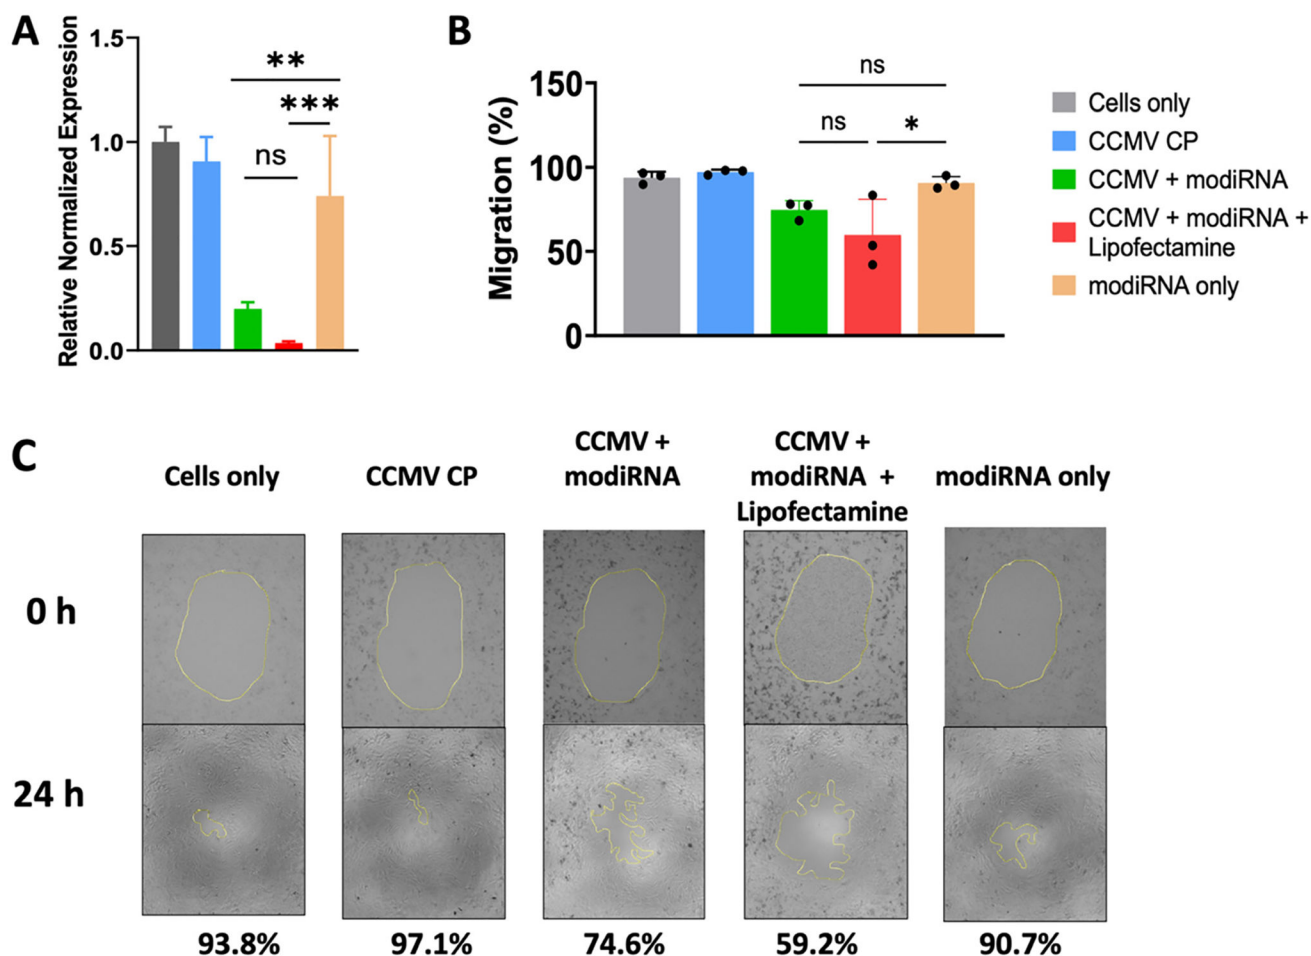 A
Relative Normalized Expression
1.5
1.0
0.5
0.0
**
***
ns
B
Migration (%)
150
100
50
0
ns
ns
*
Cells only
CCMV CP
CCMV + modiRNA
CCMV + modiRNA +
Lipofectamine
modiRNA only
C
Cells only
CCMV CP
CCMV +
modiRNA
CCMV +
modiRNA +
Lipofectamine
modiRNA only
0 h
24 h
93.8%
97.1%
74.6%
59.2%
90.7%